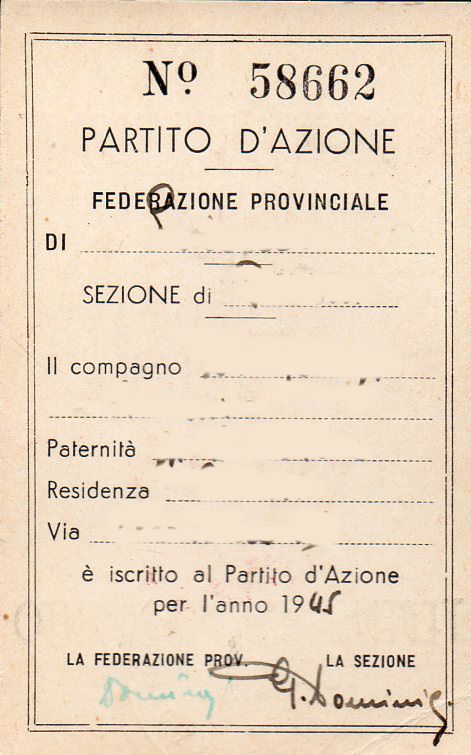 Nº 58662
PARTITO D'AZIONE
FEDERAZIONE PROVINCIALE
DI
SEZIONE di
Il compagno
Paternità
Residenza
Via
è iscritto al Partito d'Azione
per l'anno 1945
LA FEDERAZIONE PROV. LA SEZIONE